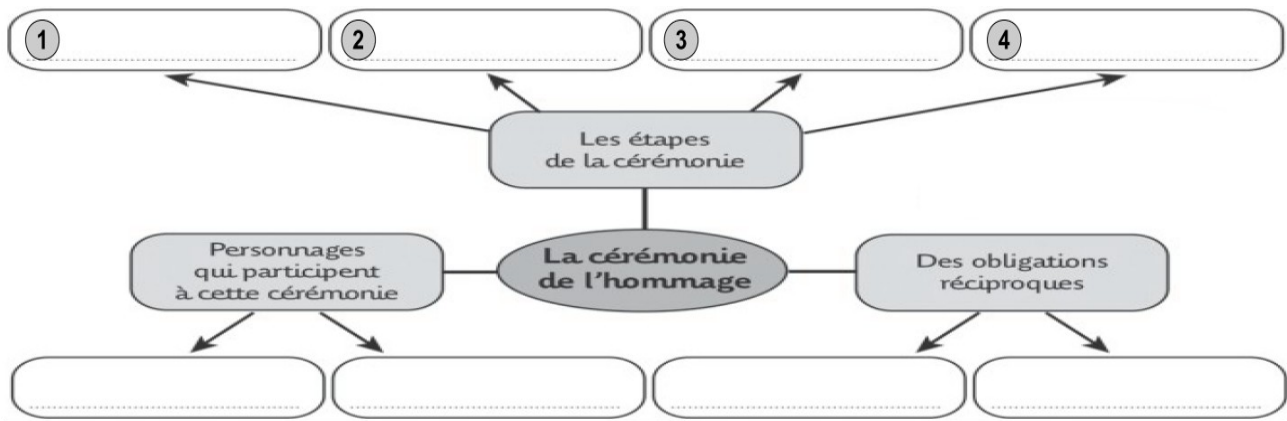 1
2
3
4
Les étapes
de la cérémonie
Personnages
qui participent
à cette cérémonie
La cérémonie
de l'hommage
Des obligations
réciproques